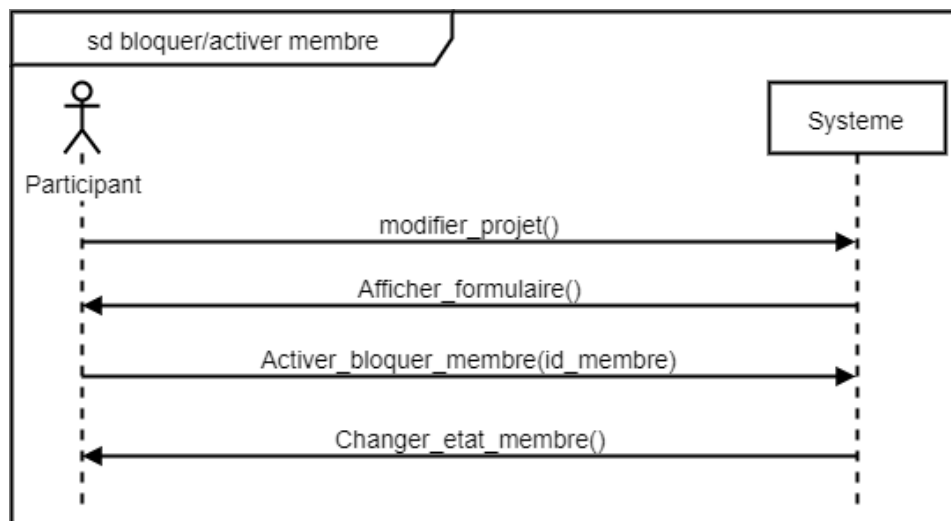 sd bloquer/activer membre
Systeme
Participant
modifier_projet()
Afficher_formulaire()
Activer_bloquer_membre(id_membre)
Changer_etat_membre()